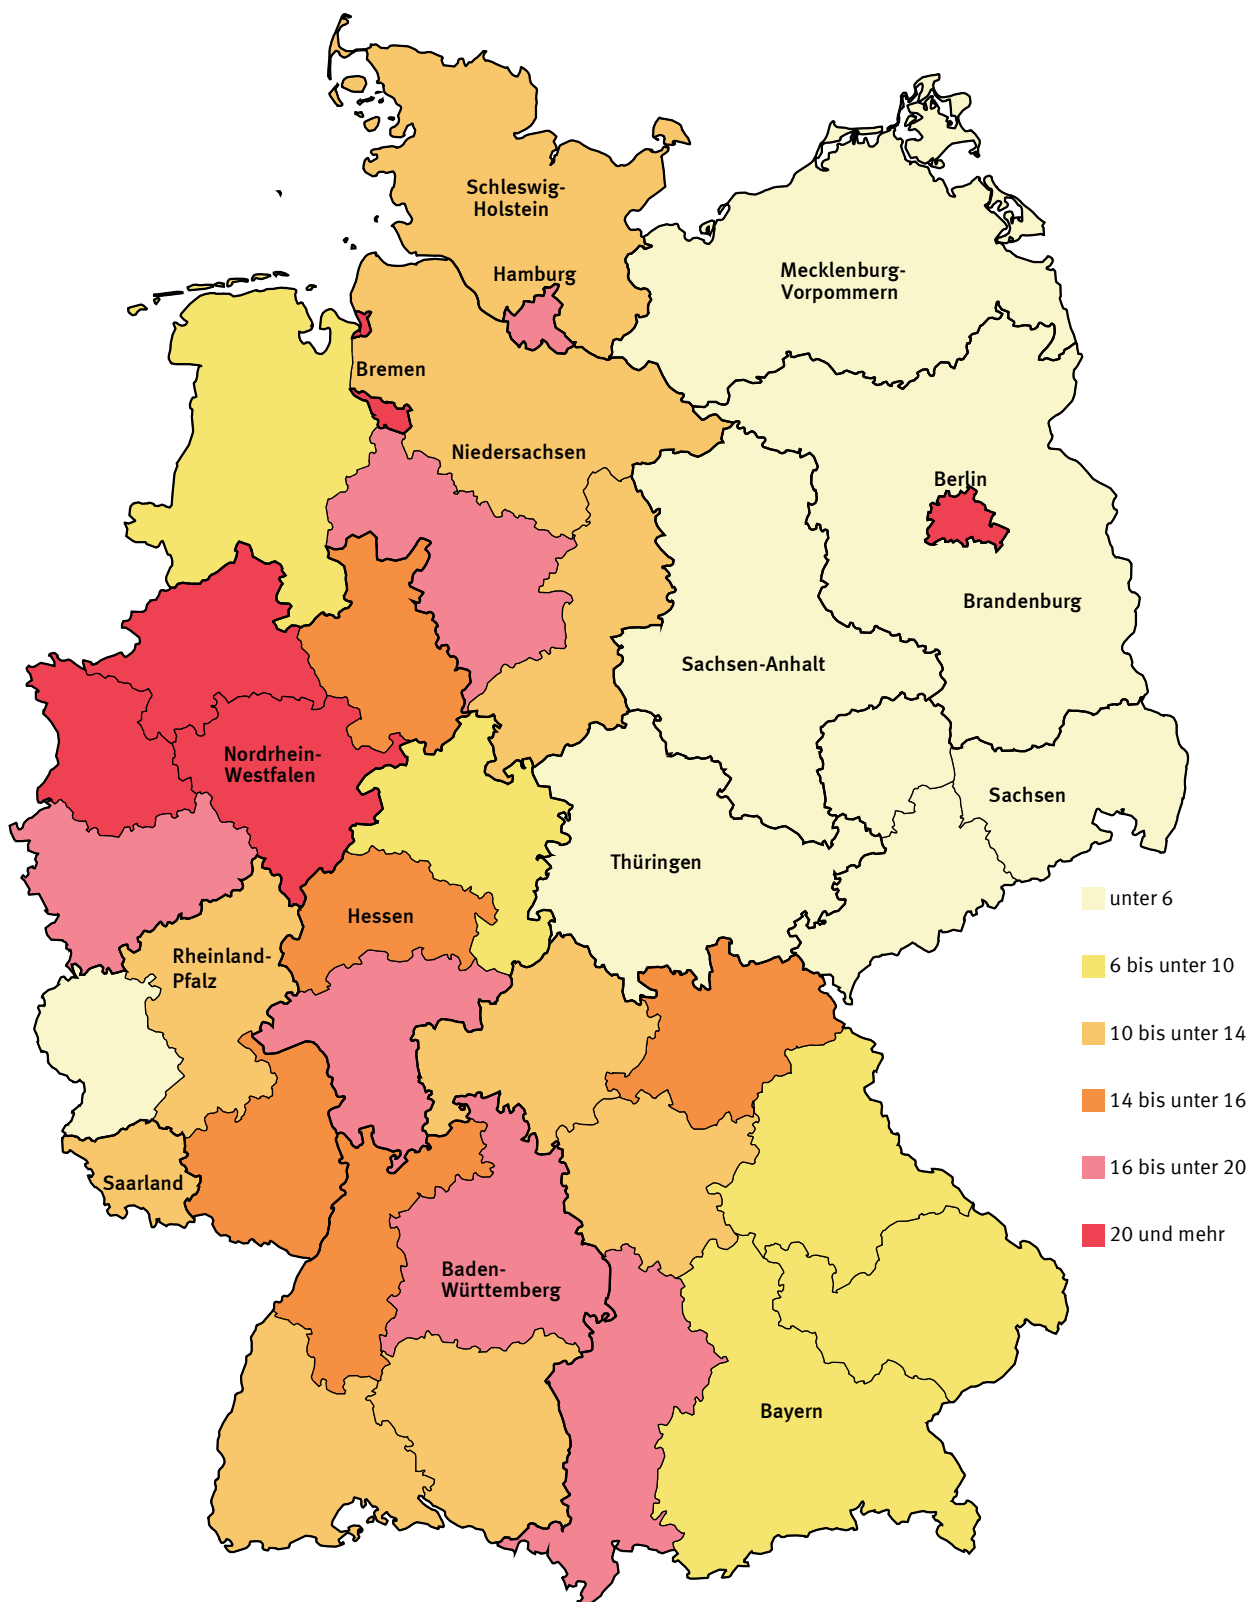 Schleswig-
Holstein
Hamburg
Mecklenburg-
Vorpommern
Bremen
Niedersachsen
Berlin
Brandenburg
Sachsen-Anhalt
Nordrhein-
Westfalen
Sachsen
Thüringen
Hessen
Rheinland-
Pfalz
Saarland
Baden-
Württemberg
Bayern
unter 6
6 bis unter 10
10 bis unter 14
14 bis unter 16
16 bis unter 20
20 und mehr